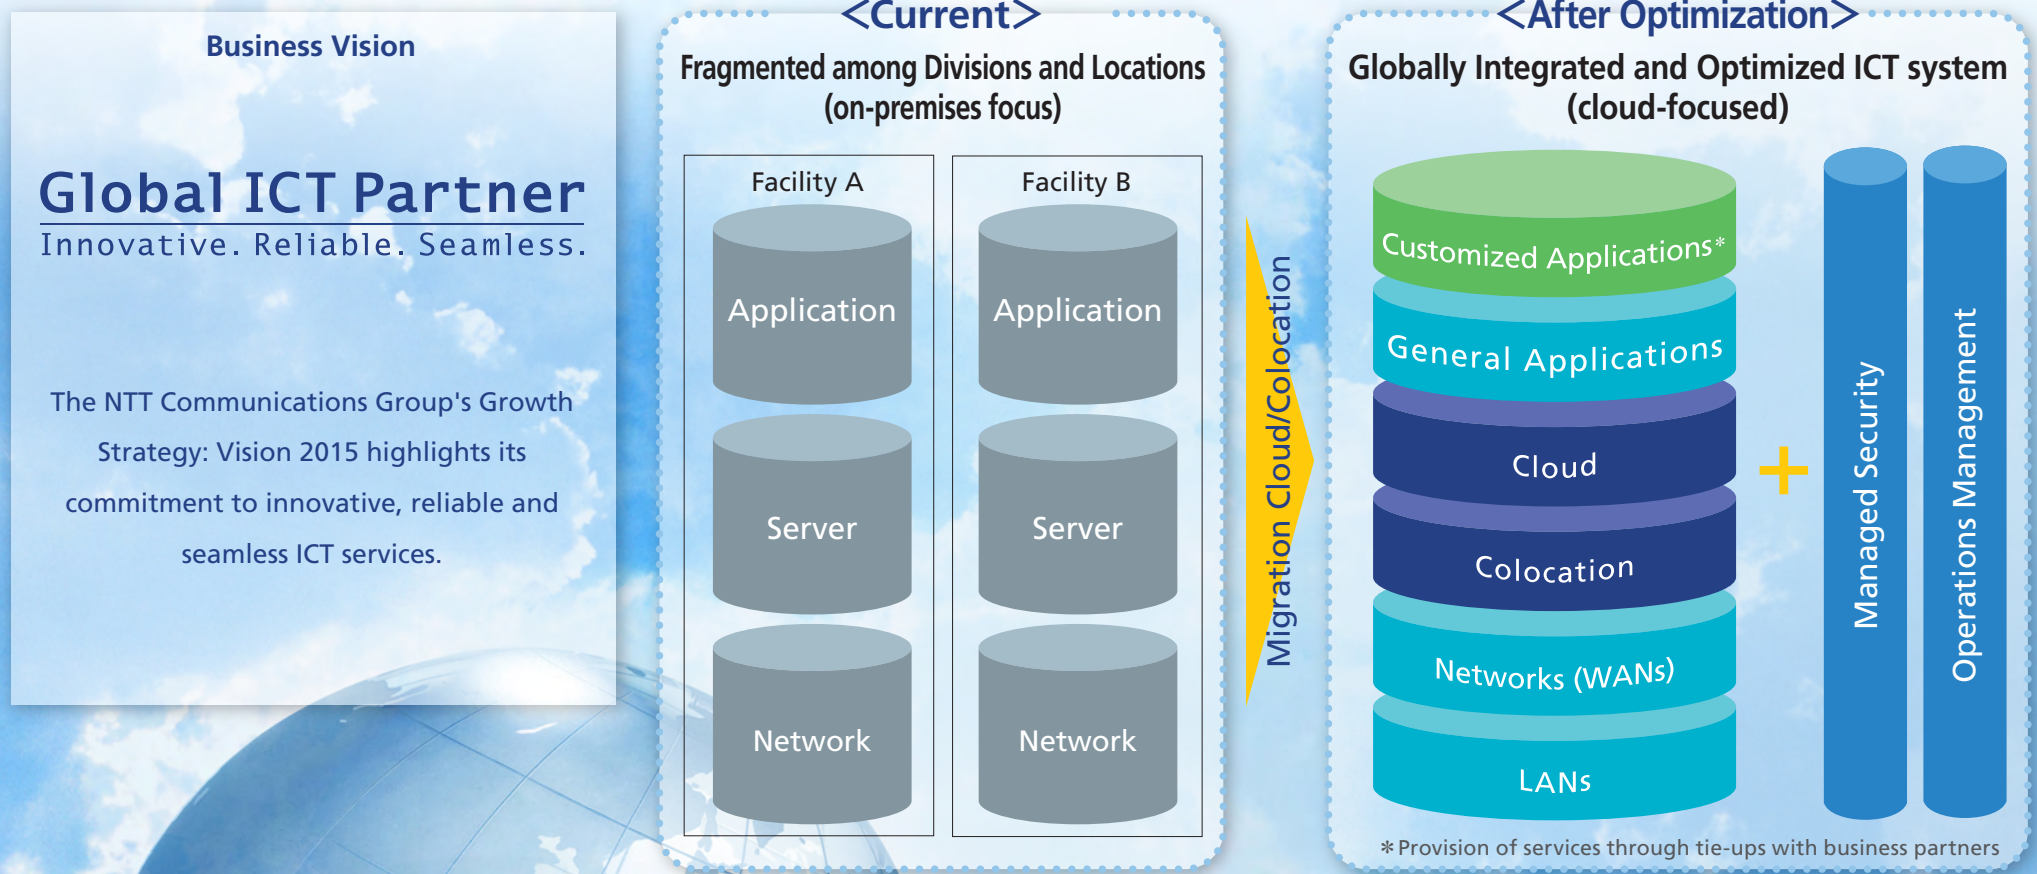 Business Vision
Global ICT Partner
Innovative. Reliable. Seamless.
The NTT Communications Group's Growth
Strategy: Vision 2015 highlights its
commitment to innovative, reliable and
seamless ICT services.
<Current>
Fragmented among Divisions and Locations
(on-premises focus)
Facility A
Application
Server
Network
Facility B
Application
Server
Network
Migration Cloud/Colocation
<After Optimization>
Globally Integrated and Optimized ICT system
(cloud-focused)
Customized Applications*
General Applications
Cloud
Colocation
Networks (WANs)
LANs
+
Managed Security
Operations Management
* Provision of services through tie-ups with business partners